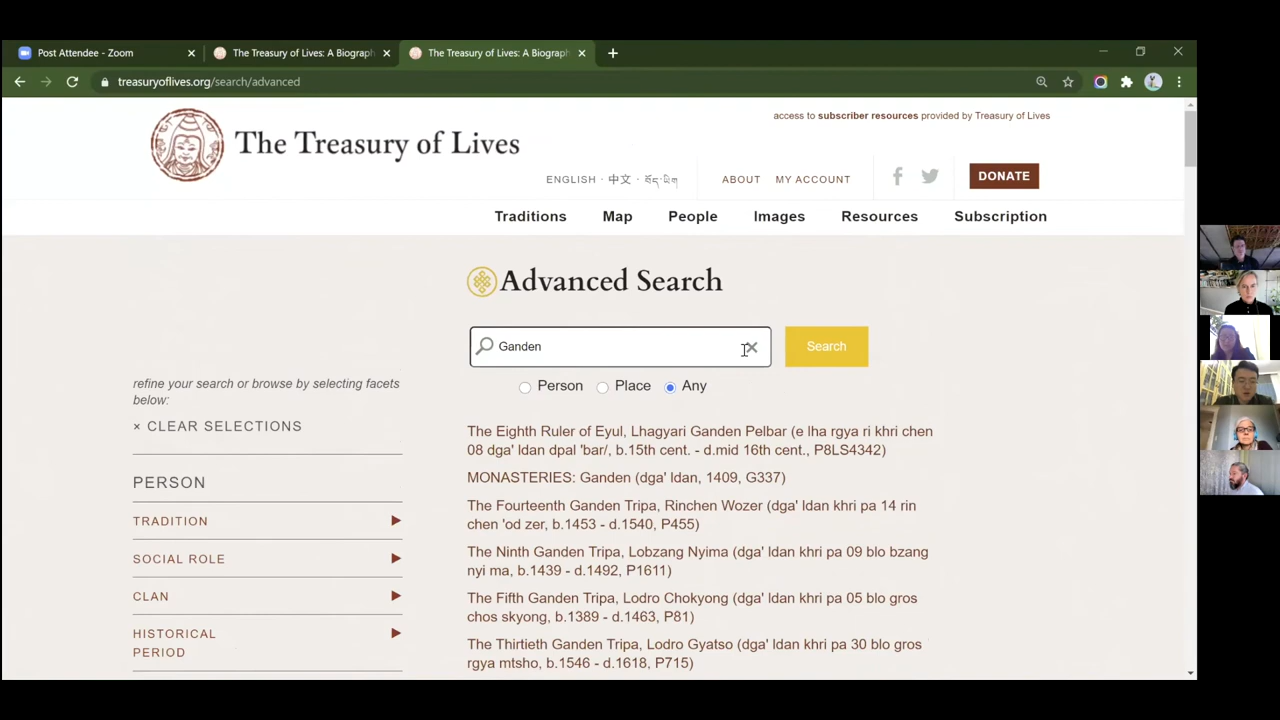 Post Attendee - Zoom
The Treasury of Lives: A Biograph
The Treasury of Lives: A Biograph
treasuryoflives.org/search/advanced
access to subscriber resources provided by Treasury of Lives
The Treasury of Lives
ENGLISH · 中文 · བོད་ཡིག
ABOUT MY ACCOUNT
DONATE
Traditions Map People Images Resources Subscription
Advanced Search
Ganden
Search
Person Place Any
refine your search or browse by selecting facets
below:
× CLEAR SELECTIONS
PERSON
TRADITION
SOCIAL ROLE
CLAN
HISTORICAL
PERIOD
The Eighth Ruler of Eyul, Lhagyari Ganden Pelbar (e lha rgya ri khri chen
08 dga' ldan dpal 'bar/, b.15th cent. - d.mid 16th cent., P8LS4342)
MONASTERIES: Ganden (dga' ldan, 1409, G337)
The Fourteenth Ganden Tripa, Rinchen Wozer (dga' ldan khri pa 14 rin
chen 'od zer, b.1453 - d.1540, P455)
The Ninth Ganden Tripa, Lobzang Nyima (dga' ldan khri pa 09 blo bzang
nyi ma, b.1439 - d.1492, P1611)
The Fifth Ganden Tripa, Lodro Chokyong (dga' ldan khri pa 05 blo gros
chos skyong, b.1389 - d.1463, P81)
The Thirtieth Ganden Tripa, Lodro Gyatso (dga' ldan khri pa 30 blo gros
rgya mtsho, b.1546 - d.1618, P715)